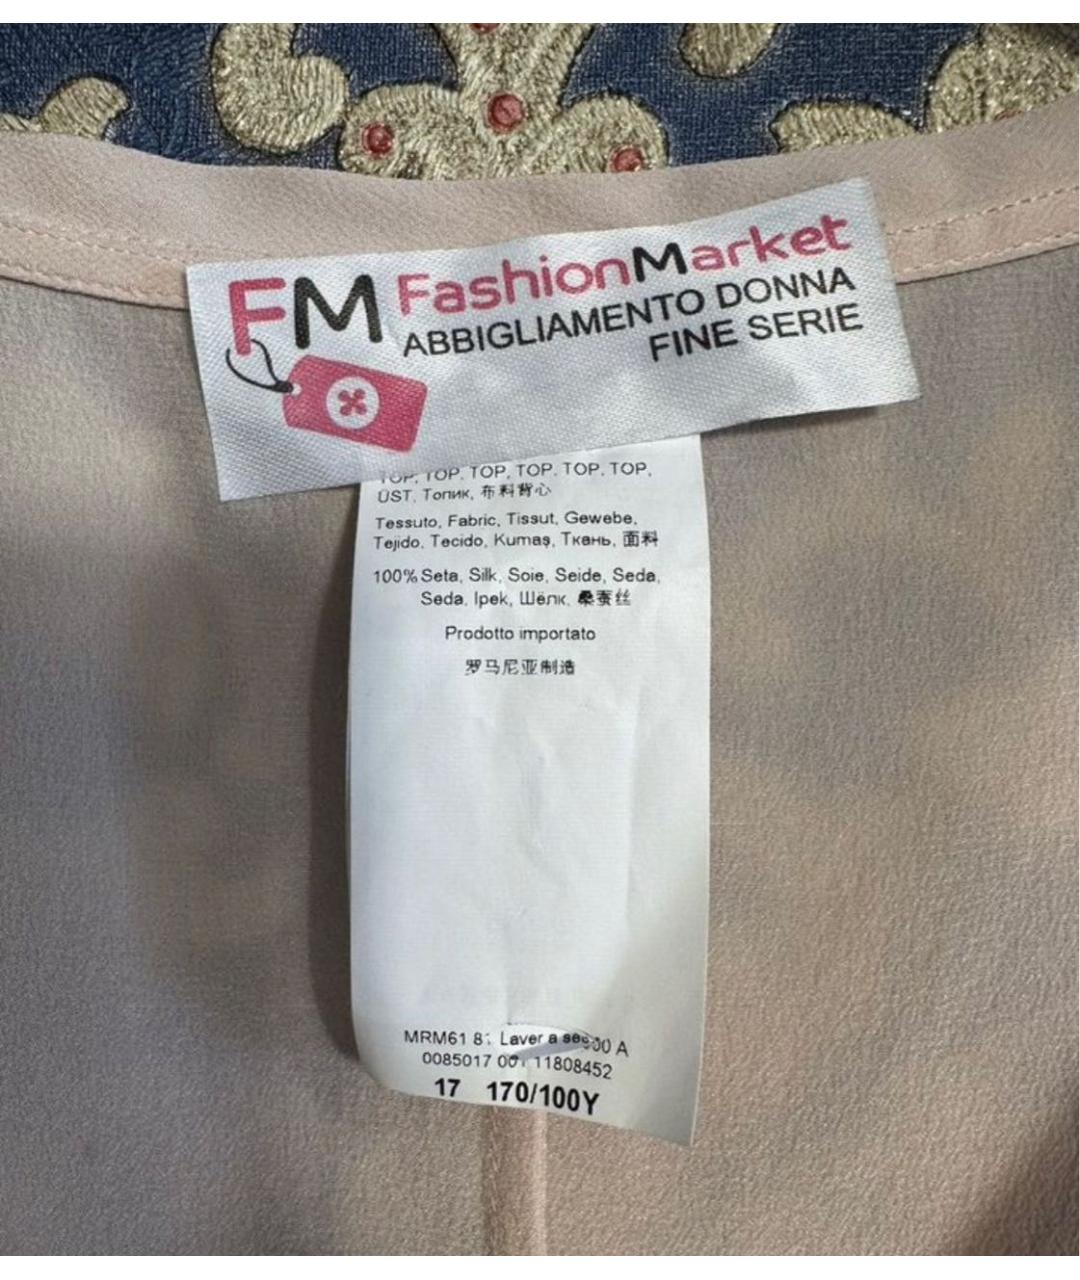 FM FashionMarket
ABBIGLIAMENTO DONNA
FINE SERIE
TOP, TOP, TOP, TOP, TOP, TOP,
ÜST, Топик, 布料背心
Tessuto, Fabric, Tissut, Gewebe,
Tejido, Tecido, Kumaş, Ткань, 面料
100% Seta, Silk, Soie, Seide, Seda,
Seda, Ipek, Шёлк, 桑蚕丝
Prodotto importato
罗马尼亚制造
MRM61 Laver a A
0085017 11808452
17 170/100Y